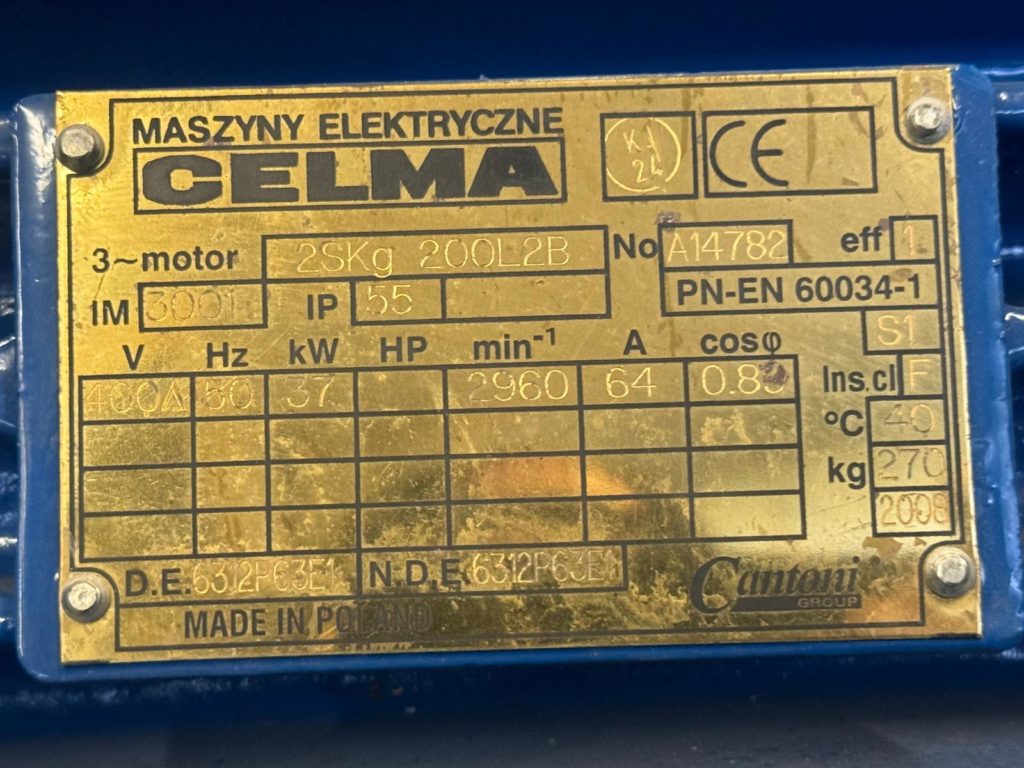 MASZYNY ELEKTRYCZNE
CELMA
KJ
24
CE
3~motor 2SKg 200L2B No A14782 eff 1
IM 3001 IP 55 PN-EN 60034-1
S1
V Hz kW HP min⁻¹ A cosφ
400Δ 50 37 2960 64
Ins.cl F
°C 40
kg 270
2008
D.E. 6312P63E1 N.D.E. 6312P63E1
Cantoni
GROUP
MADE IN POLAND